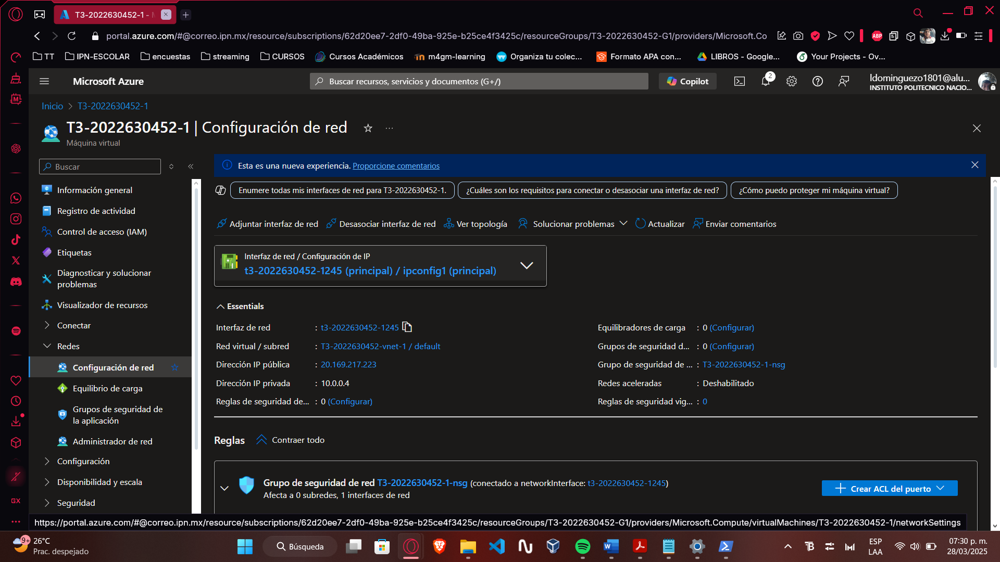 T3-2022630452-1 - M
portal.azure.com/#@correo.ipn.mx/resource/subscriptions/62d20ee7-2df0-49ba-925e-b25ce4f3425c/resourceGroups/T3-2022630452-G1/providers/Microsoft.Co
ABP
TT
IPN-ESCOLAR
encuestas
streaming
CURSOS
Cursos Académicos
m4gm-learning
Organiza tu colec...
Formato APA con...
LIBROS - Google...
Your Projects - Ov...
Microsoft Azure
Buscar recursos, servicios y documentos (G+/)
Copilot
2
ldominguezo1801@alu...
INSTITUTO POLITECNICO NACIO...
Inicio > T3-2022630452-1
T3-2022630452-1 | Configuración de red
Máquina virtual
Buscar
Información general
Registro de actividad
Control de acceso (IAM)
Etiquetas
Diagnosticar y solucionar
problemas
Visualizador de recursos
Conectar
Redes
Configuración de red
Equilibrio de carga
Grupos de seguridad de
la aplicación
Administrador de red
Configuración
Disponibilidad y escala
Seguridad
GX
Esta es una nueva experiencia. Proporcione comentarios
Enumere todas mis interfaces de red para T3-2022630452-1.
¿Cuáles son los requisitos para conectar o desasociar una interfaz de red?
¿Cómo puedo proteger mi máquina virtual?
Adjuntar interfaz de red
Desasociar interfaz de red
Ver topología
Solucionar problemas
Actualizar
Enviar comentarios
Interfaz de red / Configuración de IP
t3-2022630452-1245 (principal) / ipconfig1 (principal)
Essentials
Interfaz de red : t3-2022630452-1245
Red virtual / subred : T3-2022630452-vnet-1 / default
Dirección IP pública : 20.169.217.223
Dirección IP privada : 10.0.0.4
Reglas de seguridad de... : 0 (Configurar)
Equilibradores de carga : 0 (Configurar)
Grupos de seguridad d... : 0 (Configurar)
Grupo de seguridad de ... : T3-2022630452-1-nsg
Redes aceleradas : Deshabilitado
Reglas de seguridad vig... : 0
Reglas
Contraer todo
Grupo de seguridad de red T3-2022630452-1-nsg (conectado a networkInterface: t3-2022630452-1245)
Afecta a 0 subredes, 1 interfaces de red
Crear ACL del puerto
https://portal.azure.com/#@correo.ipn.mx/resource/subscriptions/62d20ee7-2df0-49ba-925e-b25ce4f3425c/resourceGroups/T3-2022630452-G1/providers/Microsoft.Compute/virtualMachines/T3-2022630452-1/networkSettings
9+
26°C
Prac. despejado
Búsqueda
ESP
LAA
07:30 p. m.
28/03/2025